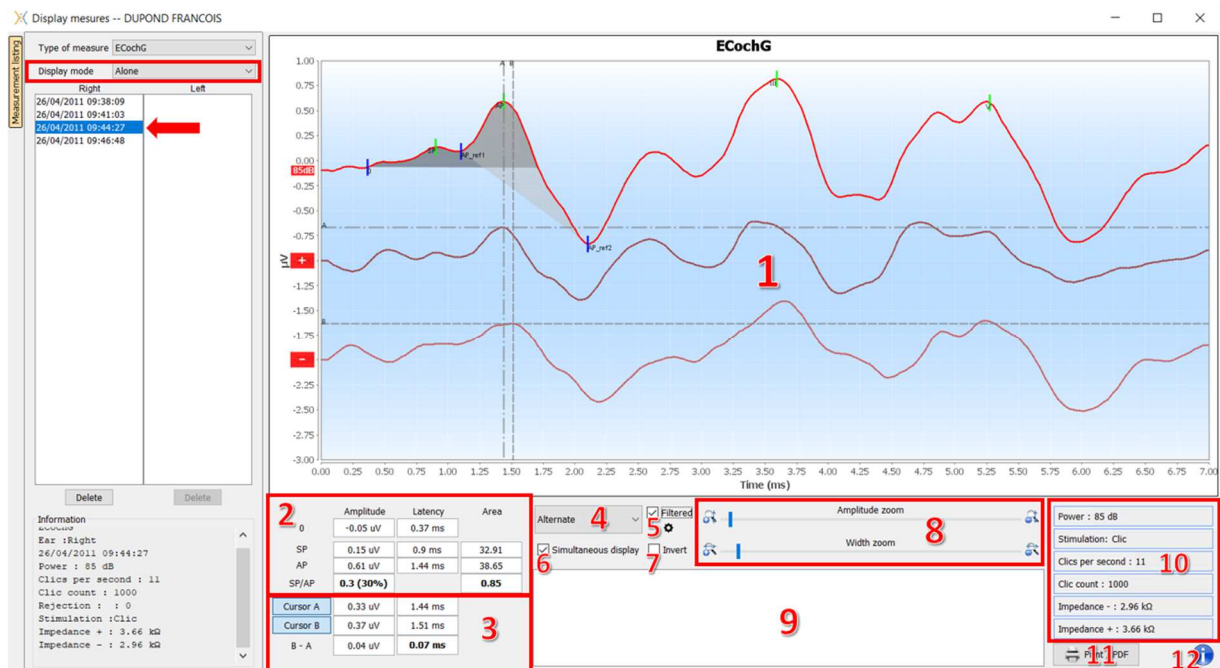 Display mesures -- DUPOND FRANCOIS
Measurement listing
Type of measure ECochG
Display mode Alone
Right Left
26/04/2011 09:38:09
26/04/2011 09:41:03
26/04/2011 09:44:27
26/04/2011 09:46:48
Delete Delete
Information
ECochG
Ear :Right
26/04/2011 09:44:27
Power : 85 dB
Clics per second : 11
Clic count : 1000
Rejection : : 0
Stimulation :Clic
Impedance + : 3.66 kΩ
Impedance - : 2.96 kΩ
ECochG
A B
1.00
0.75
0.50
0.25
0.00
85dB
-0.25
-0.50
-0.75
A
µV
+
-1.00
-1.25
-1.50
B
-1.75
-
-2.00
-2.25
-2.50
-2.75
-3.00
0
SP
AP_ref1
AP
AP_ref2
III
V
1
0.00 0.25 0.50 0.75 1.00 1.25 1.50 1.75 2.00 2.25 2.50 2.75 3.00 3.25 3.50 3.75 4.00 4.25 4.50 4.75 5.00 5.25 5.50 5.75 6.00 6.25 6.50 6.75 7.00
Time (ms)
2
Amplitude Latency Area
0 -0.05 uV 0.37 ms
SP 0.15 uV 0.9 ms 32.91
AP 0.61 uV 1.44 ms 38.65
SP/AP 0.3 (30%) 0.85
Cursor A 0.33 uV 1.44 ms
Cursor B 0.37 uV 1.51 ms
B - A 0.04 uV 0.07 ms
3
Alternate 4
Filtered
5
Simultaneous display
6
Invert
7
Amplitude zoom
Width zoom
8
9
Power : 85 dB
Stimulation: Clic
Clics per second : 11
Clic count : 1000
Impedance - : 2.96 kΩ
Impedance + : 3.66 kΩ
10
Print PDF
11
12
i